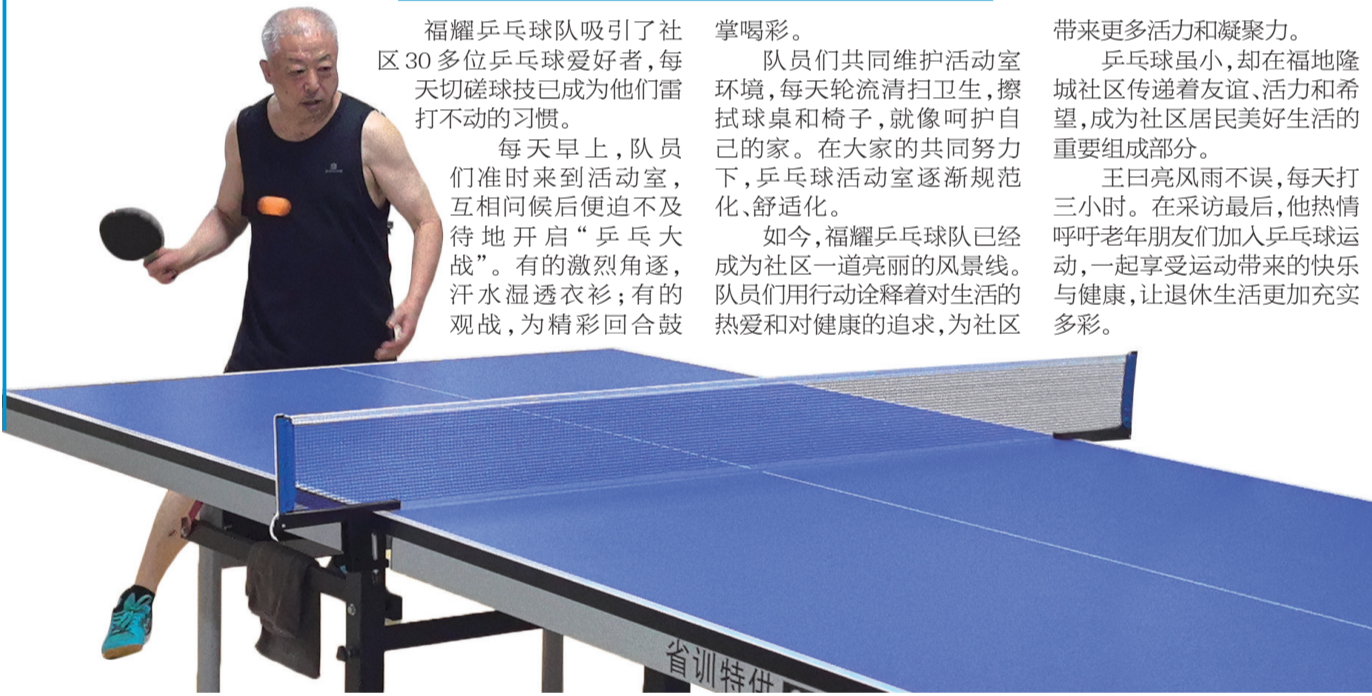 福耀乒乓球队吸引了社
区30多位乒乓球爱好者,每
天切磋球技已成为他们雷
打不动的习惯。
每天早上,队员
们准时来到活动室,
互相问候后便迫不及
待地开启“乒乓大
战”。有的激烈角逐,
汗水湿透衣衫;有的
观战,为精彩回合鼓
掌喝彩。
队员们共同维护活动室
环境,每天轮流清扫卫生,擦
拭球桌和椅子,就像呵护自
己的家。在大家的共同努力
下,乒乓球活动室逐渐规范
化、舒适化。
如今,福耀乒乓球队已经
成为社区一道亮丽的风景线。
队员们用行动诠释着对生活的
热爱和对健康的追求,为社区
带来更多活力和凝聚力。
乒乓球虽小,却在福地隆
城社区传递着友谊、活力和希
望,成为社区居民美好生活的
重要组成部分。
王曰亮风雨不误,每天打
三小时。在采访最后,他热情
呼吁老年朋友们加入乒乓球运
动,一起享受运动带来的快乐
与健康,让退休生活更加充实
多彩。
省训特供